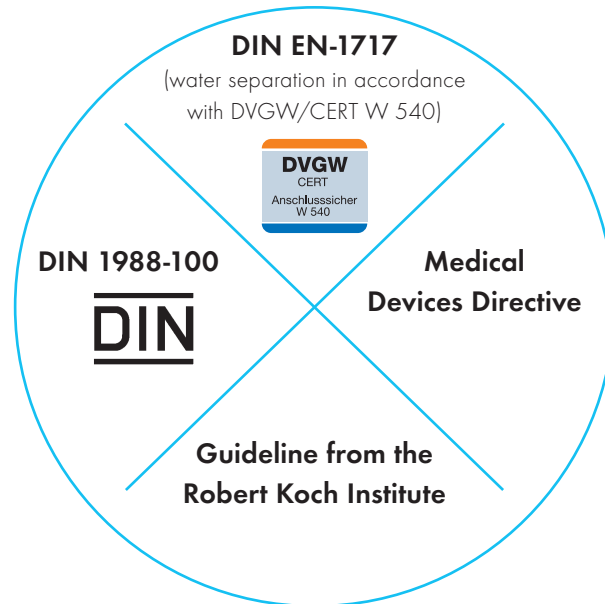 DIN EN-1717
(water separation in accordance
with DVGW/CERT W 540)
DVGW
CERT
Anschlusssicher
W 540
DIN 1988-100
DIN
Medical
Devices Directive
Guideline from the
Robert Koch Institute